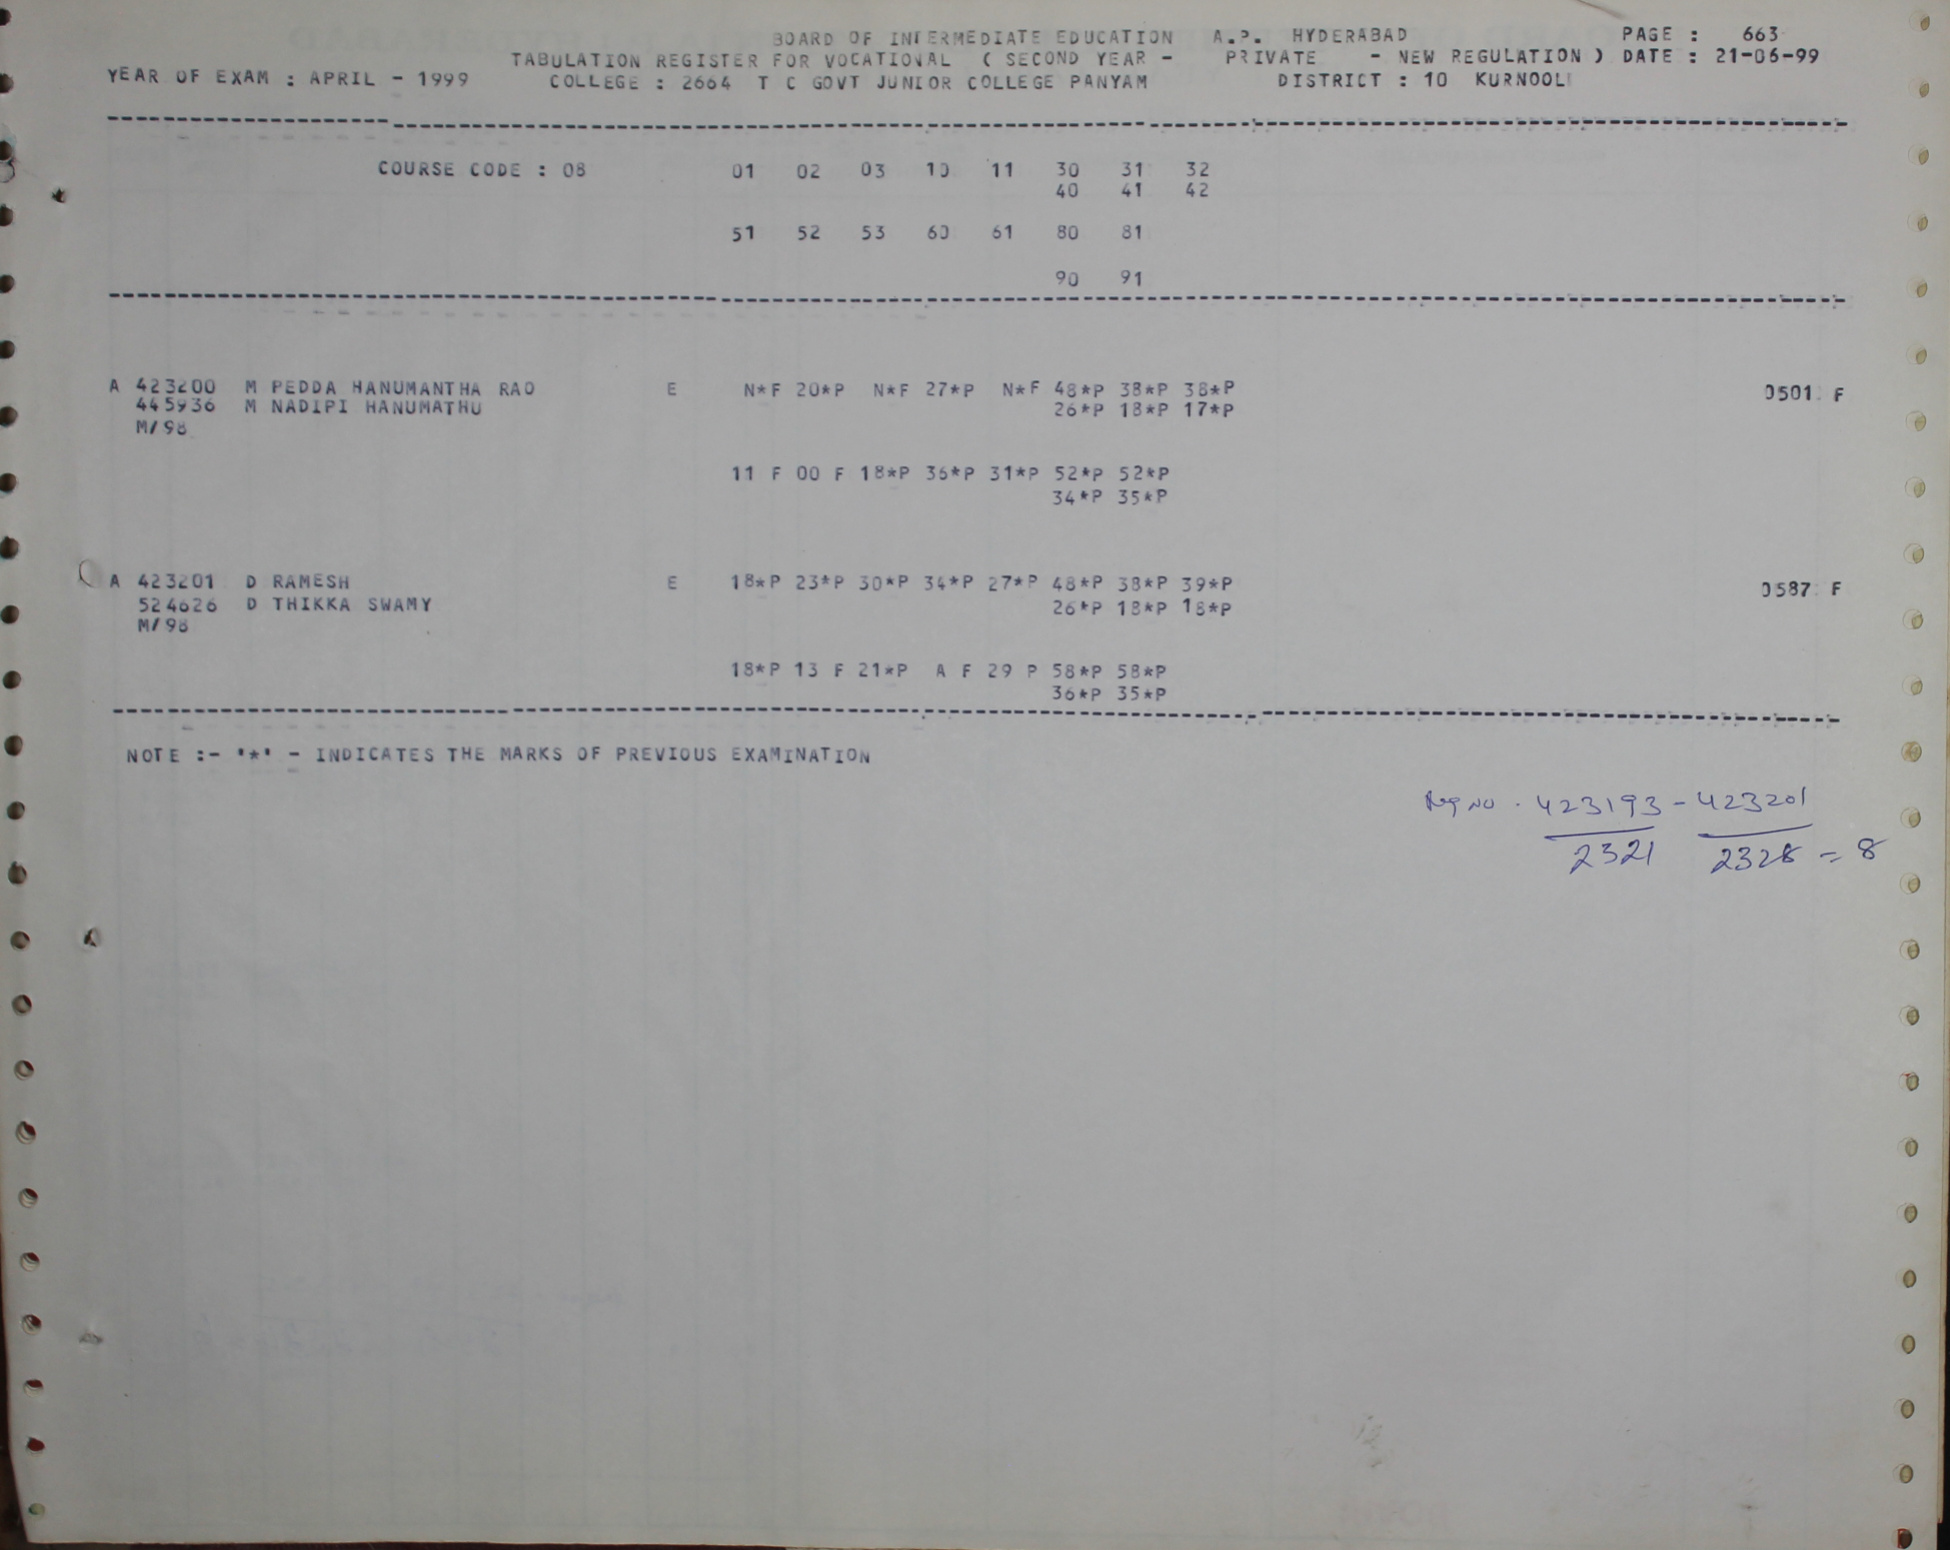 BOARD OF INTERMEDIATE EDUCATION A.P. HYDERABAD PAGE : 663
TABULATION REGISTER FOR VOCATIONAL ( SECOND YEAR - PRIVATE - NEW REGULATION ) DATE : 21-06-99
YEAR OF EXAM : APRIL - 1999 COLLEGE : 2664 T C GOVT JUNIOR COLLEGE PANYAM DISTRICT : 10 KURNOOL
COURSE CODE : 08 01 02 03 10 11 30 31 32
40 41 42
51 52 53 60 61 80 81
90 91
A 423200 M PEDDA HANUMANTHA RAO E N*F 20*P N*F 27*P N*F 48*P 38*P 38*P 0501 F
445936 M NADIPI HANUMATHU 26*P 18*P 17*P
M/98
11 F 00 F 18*P 36*P 31*P 52*P 52*P
34*P 35*P
A 423201 D RAMESH E 18*P 23*P 30*P 34*P 27*P 48*P 38*P 39*P 0587 F
524626 D THIKKA SWAMY 26*P 18*P 18*P
M/98
18*P 13 F 21*P A F 29 P 58*P 58*P
36*P 35*P
NOTE :- '*' - INDICATES THE MARKS OF PREVIOUS EXAMINATION
Reg no. 423193 - 423201
2321 2328 = 8